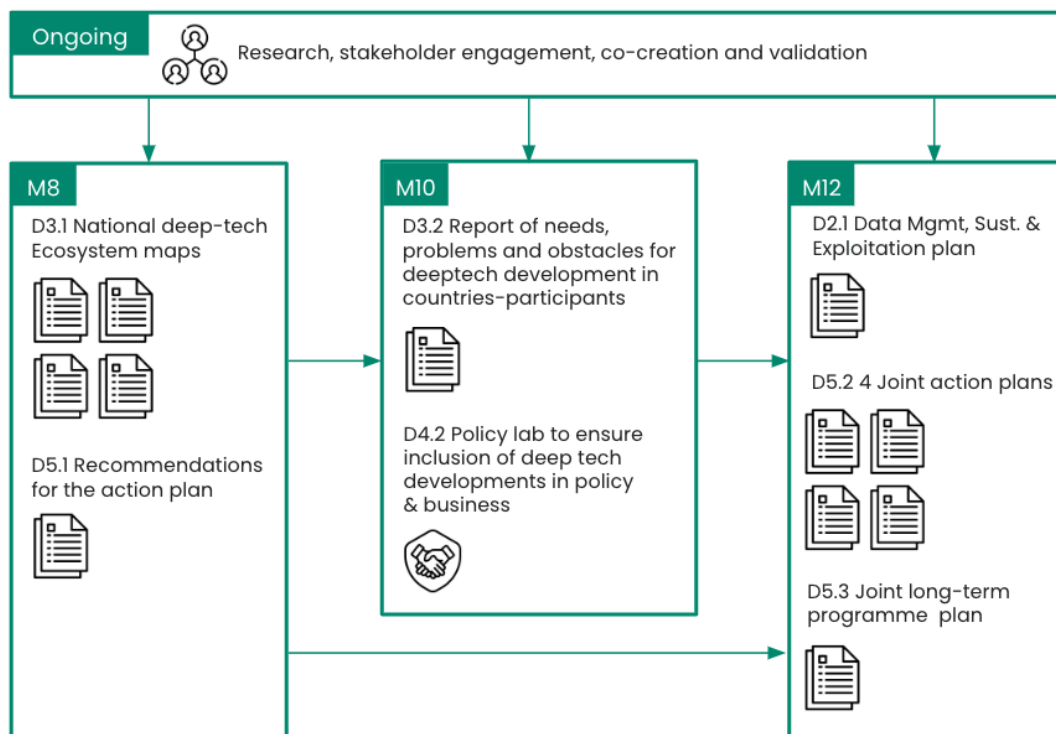 Ongoing
Research, stakeholder engagement, co-creation and validation
M8
D3.1 National deep-tech
Ecosystem maps
D5.1 Recommendations
for the action plan
M10
D3.2 Report of needs,
problems and obstacles for
deeptech development in
countries-participants
D4.2 Policy lab to ensure
inclusion of deep tech
developments in policy
& business
M12
D2.1 Data Mgmt, Sust. &
Exploitation plan
D5.2 4 Joint action plans
D5.3 Joint long-term
programme plan